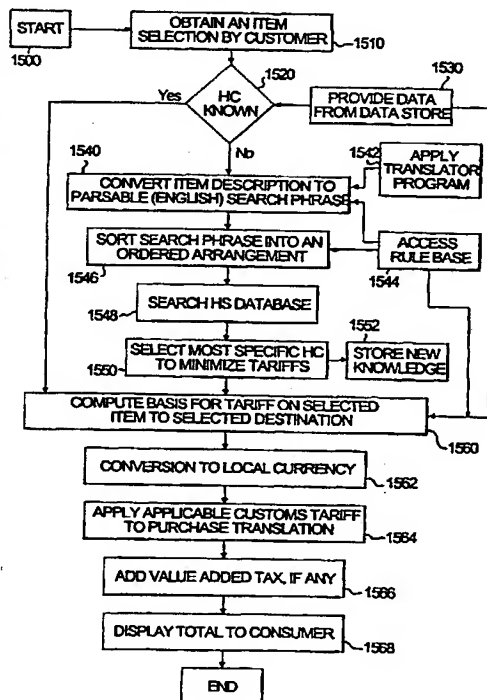 START
1500
OBTAIN AN ITEM
SELECTION BY CUSTOMER
1510
1520
HC
KNOWN
Yes
No
1530
PROVIDE DATA
FROM DATA STORE
1540
CONVERT ITEM DESCRIPTION TO
PARSABLE (ENGLISH) SEARCH PHRASE
1542
APPLY
TRANSLATOR
PROGRAM
SORT SEARCH PHRASE INTO AN
ORDERED ARRANGEMENT
1546
ACCESS
RULE BASE
1544
SEARCH HS DATABASE
1548
1552
SELECT MOST SPECIFIC HC
TO MINIMIZE TARIFFS
1550
STORE NEW
KNOWLEDGE
COMPUTE BASIS FOR TARIFF ON SELECTED
ITEM TO SELECTED DESTINATION
1560
CONVERSION TO LOCAL CURRENCY
1562
APPLY APPLICABLE CUSTOMS TARIFF
TO PURCHASE TRANSLATION
1564
ADD VALUE ADDED TAX, IF ANY
1566
DISPLAY TOTAL TO CONSUMER
1568
END